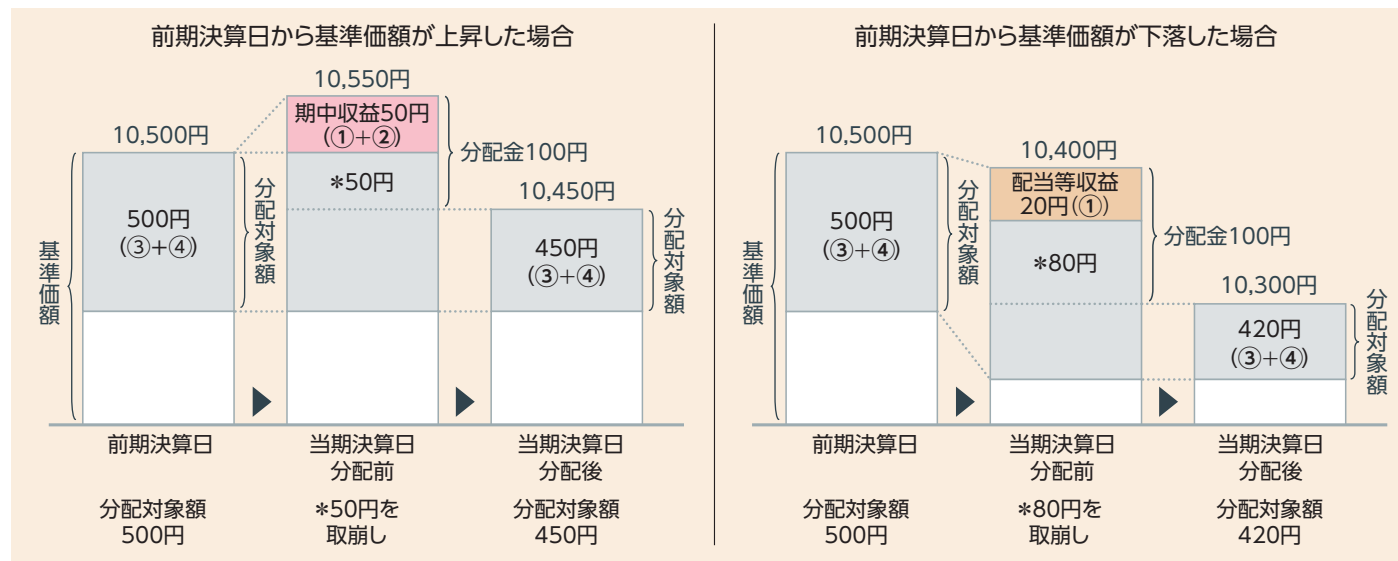 前期決算日から基準価額が上昇した場合
10,550円
期中収益50円
(①+②)
10,500円
分配金100円
*50円
10,450円
500円
(③+④)
分配対象額
450円
(③+④)
分配対象額
基準価額
前期決算日
当期決算日
分配前
当期決算日
分配後
分配対象額
500円
*50円を
取崩し
分配対象額
450円
前期決算日から基準価額が下落した場合
10,500円
10,400円
配当等収益
20円(①)
500円
(③+④)
分配対象額
分配金100円
*80円
10,300円
420円
(③+④)
分配対象額
基準価額
前期決算日
当期決算日
分配前
当期決算日
分配後
分配対象額
500円
*80円を
取崩し
分配対象額
420円